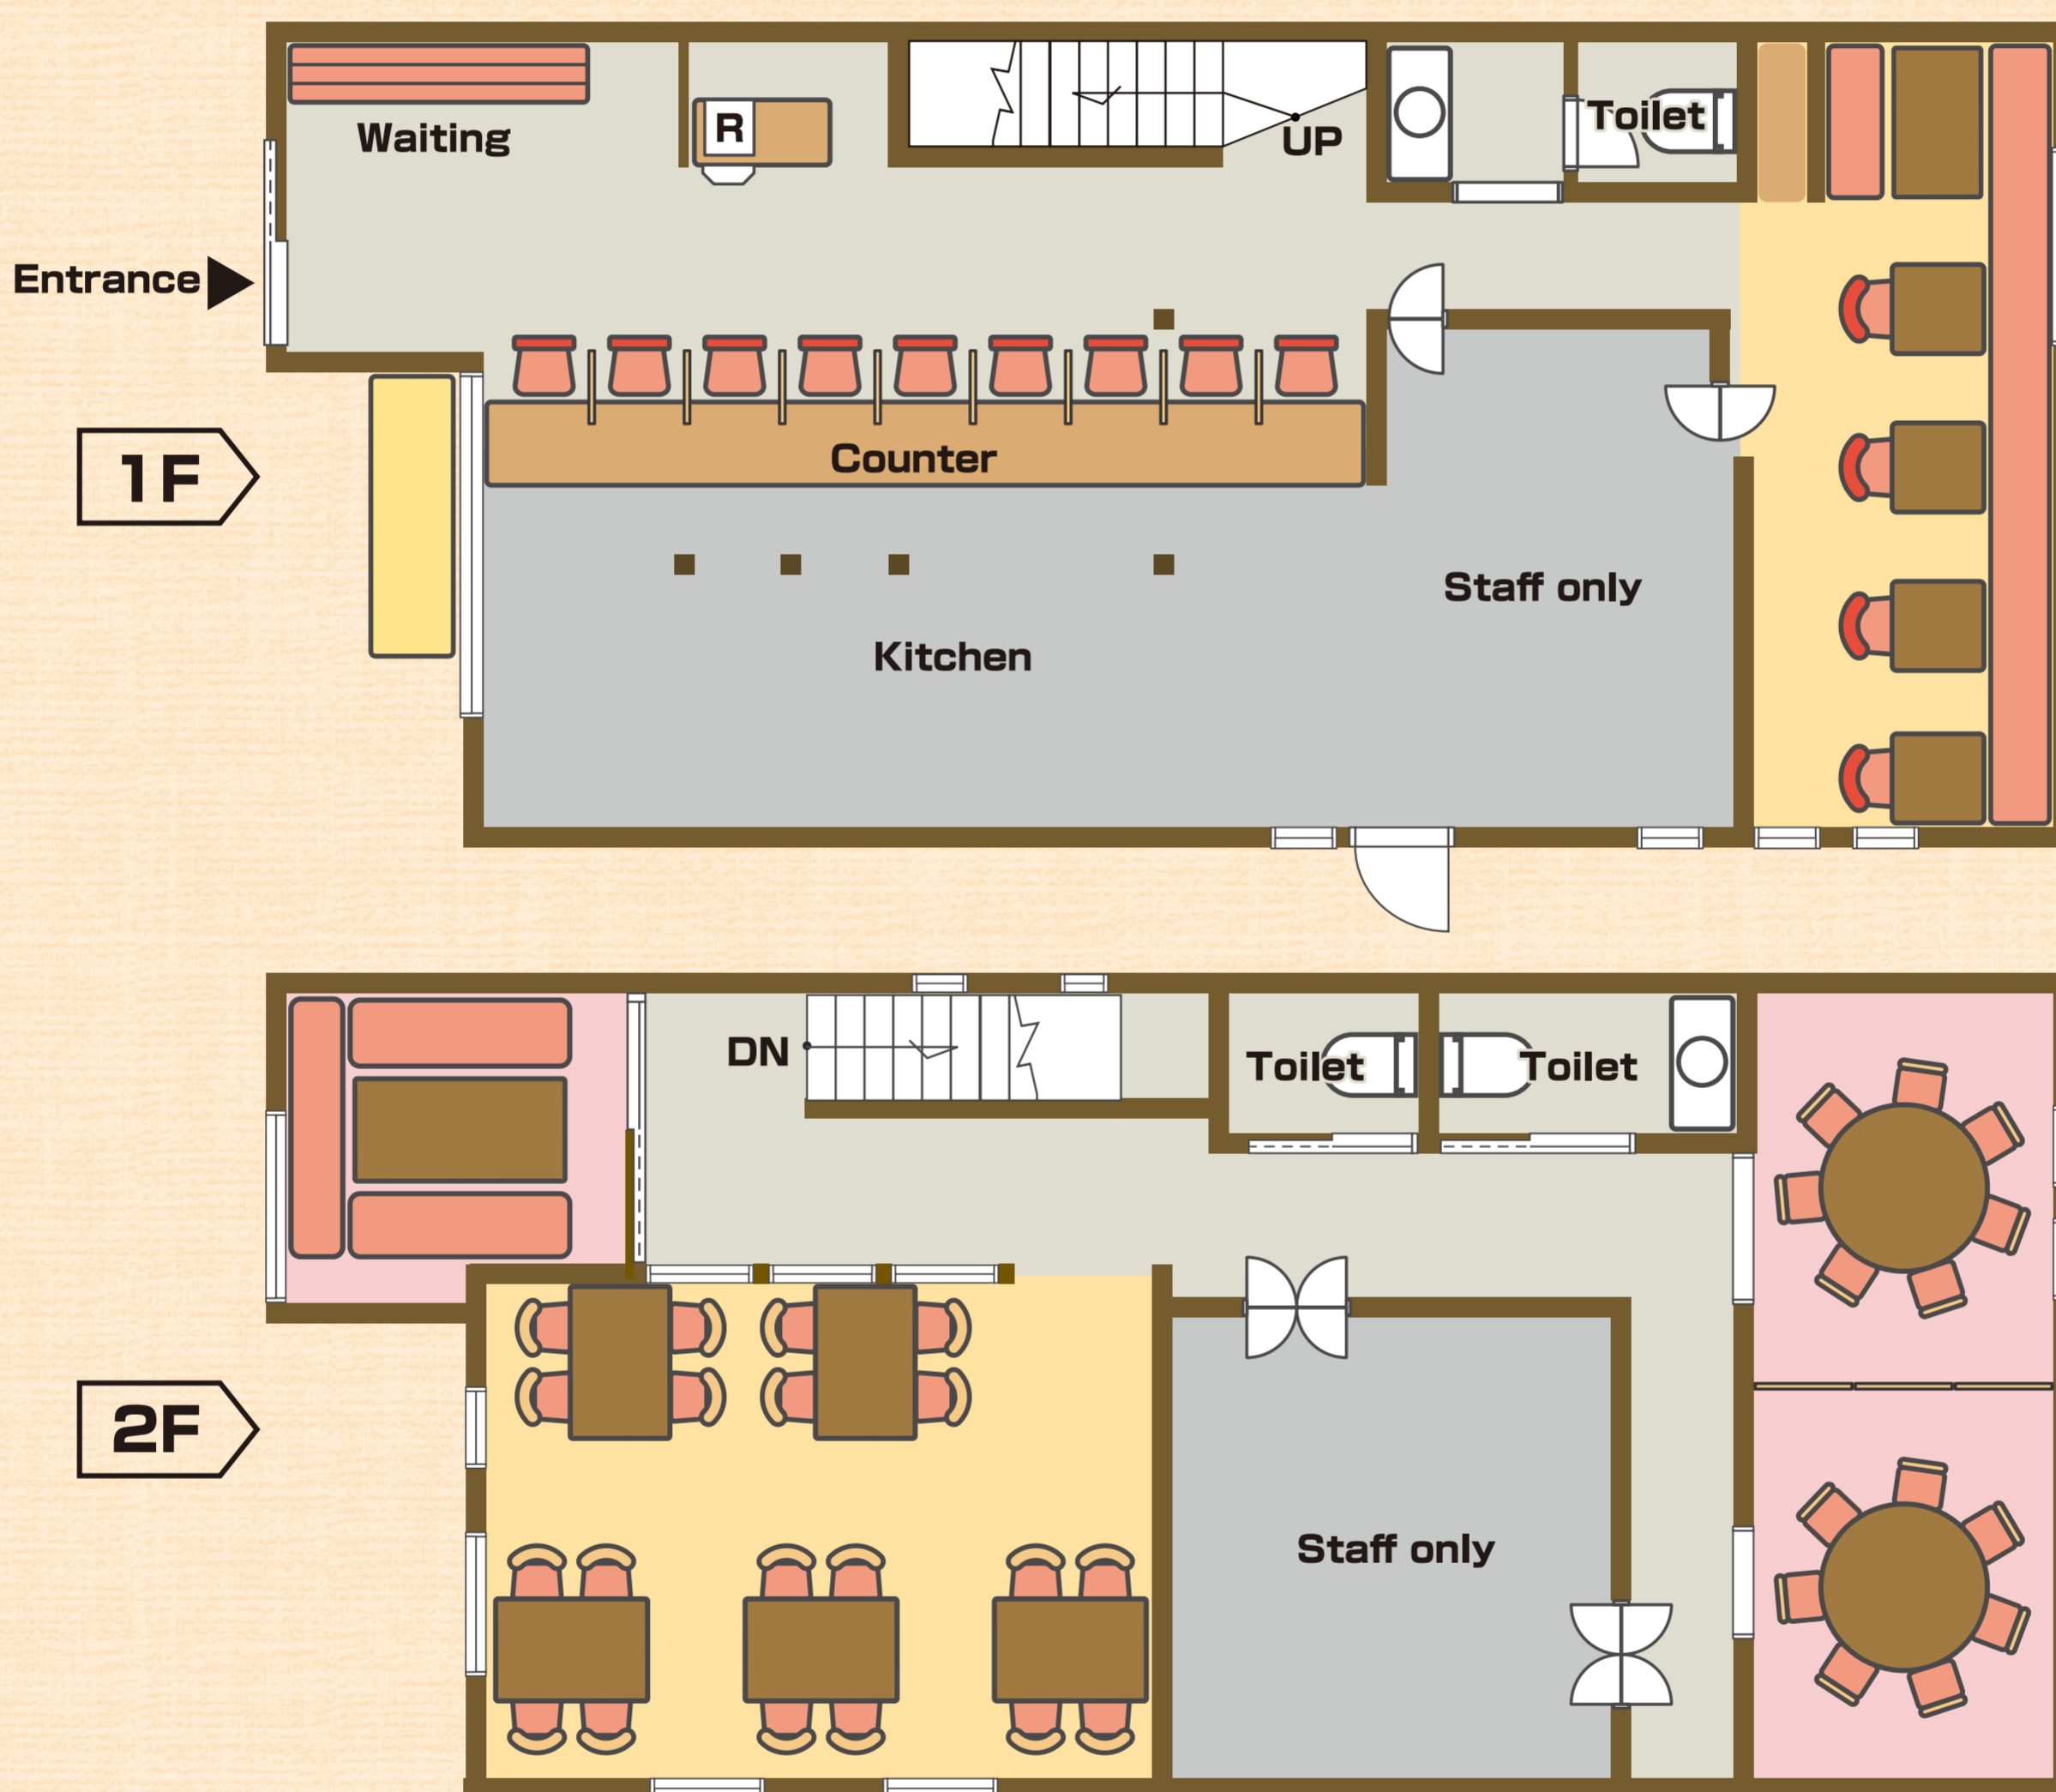 Waiting
R
UP
Toilet
Entrance
Counter
1F
Staff only
Kitchen
DN
Toilet
Toilet
2F
Staff only